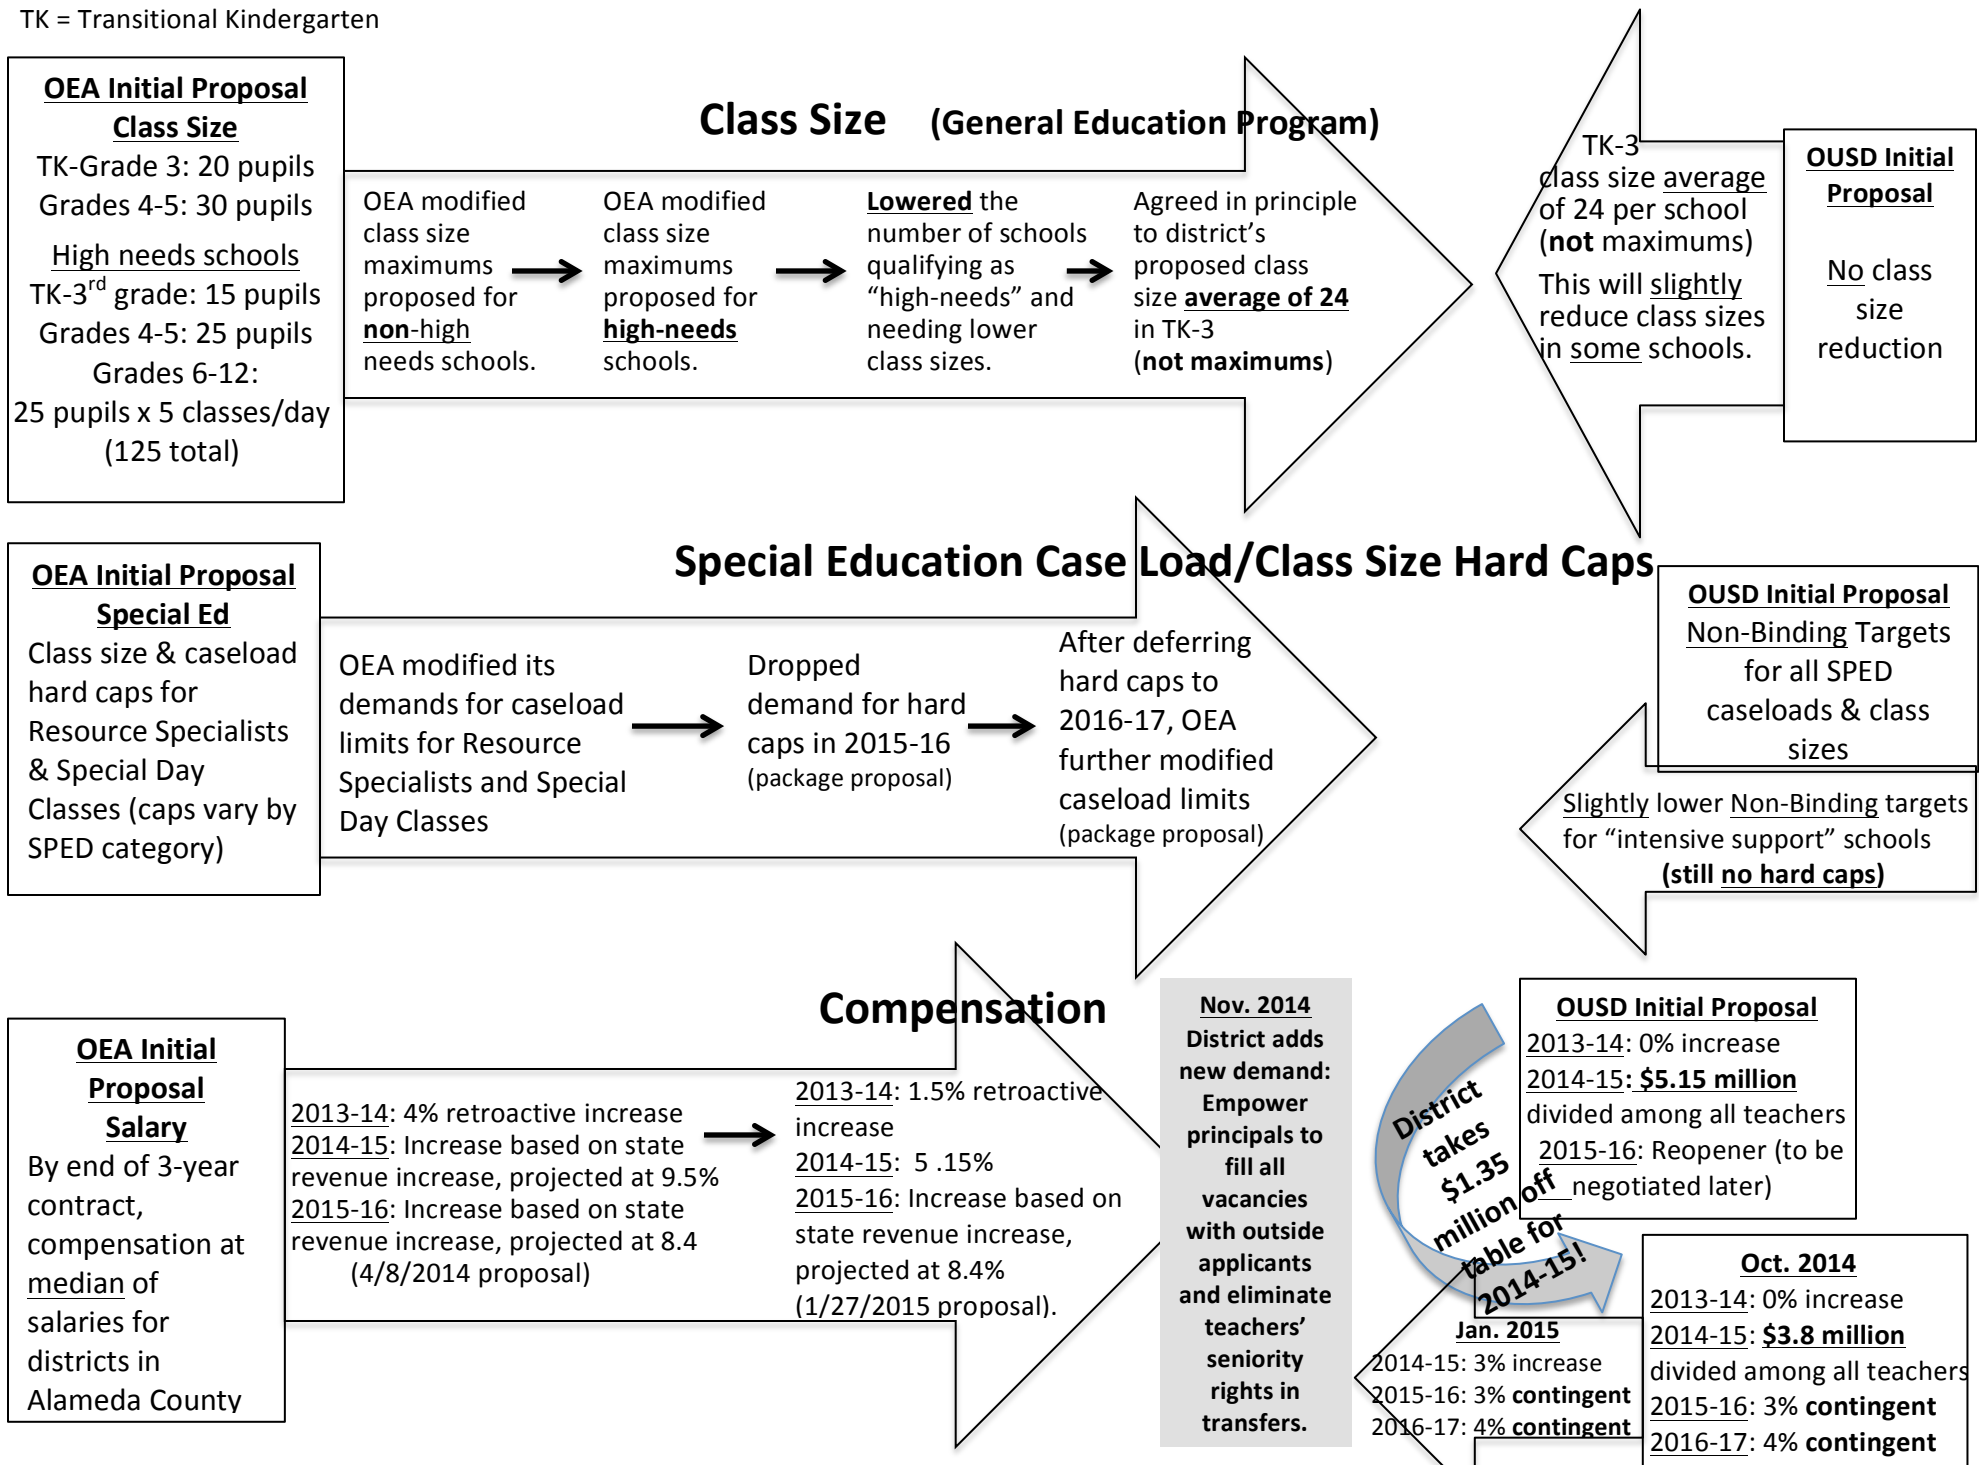 TK = Transitional Kindergarten
OEA Initial Proposal
Class Size
TK-Grade 3: 20 pupils
Grades 4-5: 30 pupils
High needs schools
TK-3rd grade: 15 pupils
Grades 4-5: 25 pupils
Grades 6-12:
25 pupils x 5 classes/day
(125 total)
Class Size (General Education Program)
OEA modified
class size
maximums
proposed for
non-high
needs schools.
OEA modified
class size
maximums
proposed for
high-needs
schools.
Lowered the
number of schools
qualifying as
“high-needs” and
needing lower
class sizes.
Agreed in principle
to district’s
proposed class
size average of 24
in TK-3
(not maximums)
TK-3
class size average
of 24 per school
(not maximums)
This will slightly
reduce class sizes
in some schools.
OUSD Initial
Proposal
No class
size
reduction
Special Education Case Load/Class Size Hard Caps
OEA Initial Proposal
Special Ed
Class size & caseload
hard caps for
Resource Specialists
& Special Day
Classes (caps vary by
SPED category)
OEA modified its
demands for caseload
limits for Resource
Specialists and Special
Day Classes
Dropped
demand for hard
caps in 2015-16
(package proposal)
After deferring
hard caps to
2016-17, OEA
further modified
caseload limits
(package proposal)
OUSD Initial Proposal
Non-Binding Targets
for all SPED
caseloads & class
sizes
Slightly lower Non-Binding targets
for “intensive support” schools
(still no hard caps)
Compensation
OEA Initial
Proposal
Salary
By end of 3-year
contract,
compensation at
median of
salaries for
districts in
Alameda County
2013-14: 4% retroactive increase
2014-15: Increase based on state
revenue increase, projected at 9.5%
2015-16: Increase based on state
revenue increase, projected at 8.4
(4/8/2014 proposal)
2013-14: 1.5% retroactive
increase
2014-15: 5 .15%
2015-16: Increase based on
state revenue increase,
projected at 8.4%
(1/27/2015 proposal).
Nov. 2014
District adds
new demand:
Empower
principals to
fill all
vacancies
with outside
applicants
and eliminate
teachers’
seniority
rights in
transfers.
District
takes
$1.35
million off
table for
2014-15!
OUSD Initial Proposal
2013-14: 0% increase
2014-15: $5.15 million
divided among all teachers
2015-16: Reopener (to be
negotiated later)
Jan. 2015
2014-15: 3% increase
2015-16: 3% contingent
2016-17: 4% contingent
Oct. 2014
2013-14: 0% increase
2014-15: $3.8 million
divided among all teachers
2015-16: 3% contingent
2016-17: 4% contingent